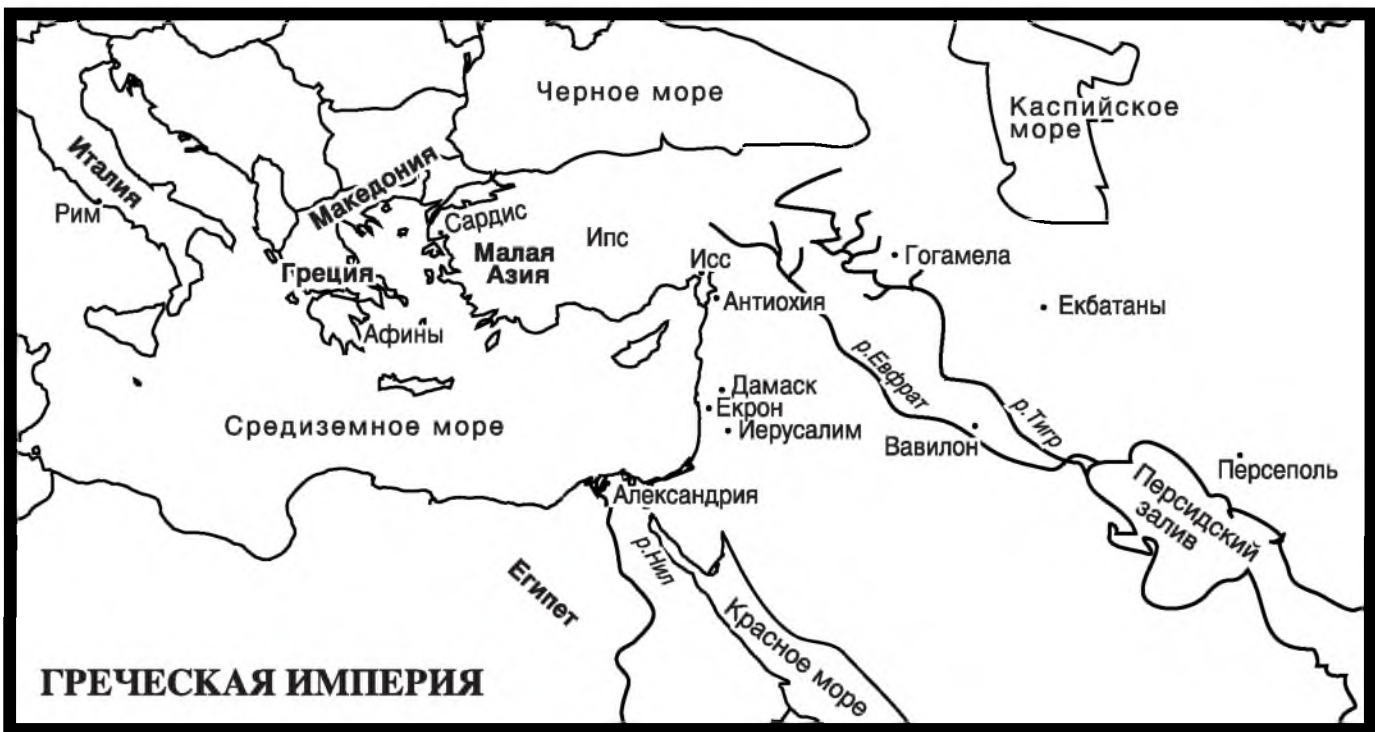 Черное море
Каспийское
море
Италия
Рим
Македония
Сардис
Ипс
Малая
Азия
Греция
Исс
Гогамела
Антиохия
Екбатаны
Афины
р.Евфрат
Дамаск
Екрон
Иерусалим
р.Тигр
Средиземное море
Вавилон
Персеполь
Персидский
залив
Александрия
р.Нил
Египет
Красное море
ГРЕЧЕСКАЯ ИМПЕРИЯ